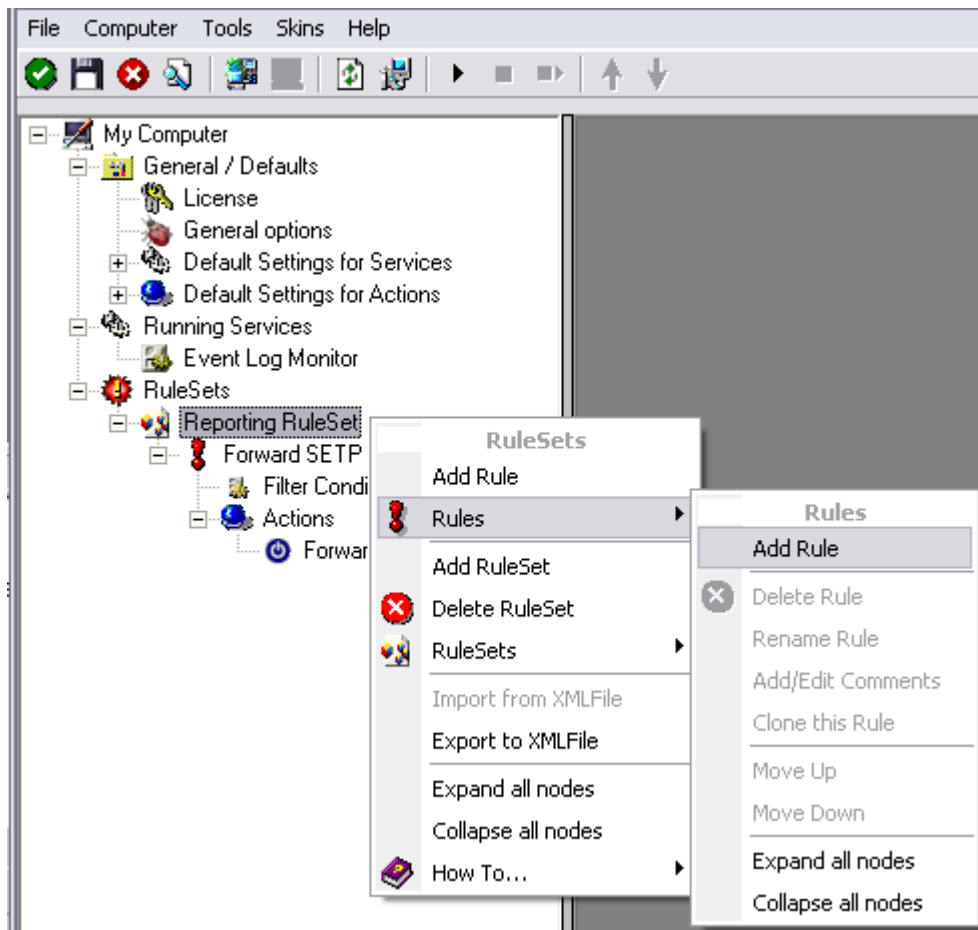 File Computer Tools Skins Help
My Computer
General / Defaults
License
General options
Default Settings for Services
Default Settings for Actions
Running Services
Event Log Monitor
RuleSets
Reporting RuleSet
Forward SETP
Filter Condi
Actions
Forwar
RuleSets
Add Rule
Rules
Add RuleSet
Delete RuleSet
RuleSets
Import from XMLFile
Export to XMLFile
Expand all nodes
Collapse all nodes
How To...
Rules
Add Rule
Delete Rule
Rename Rule
Add/Edit Comments
Clone this Rule
Move Up
Move Down
Expand all nodes
Collapse all nodes